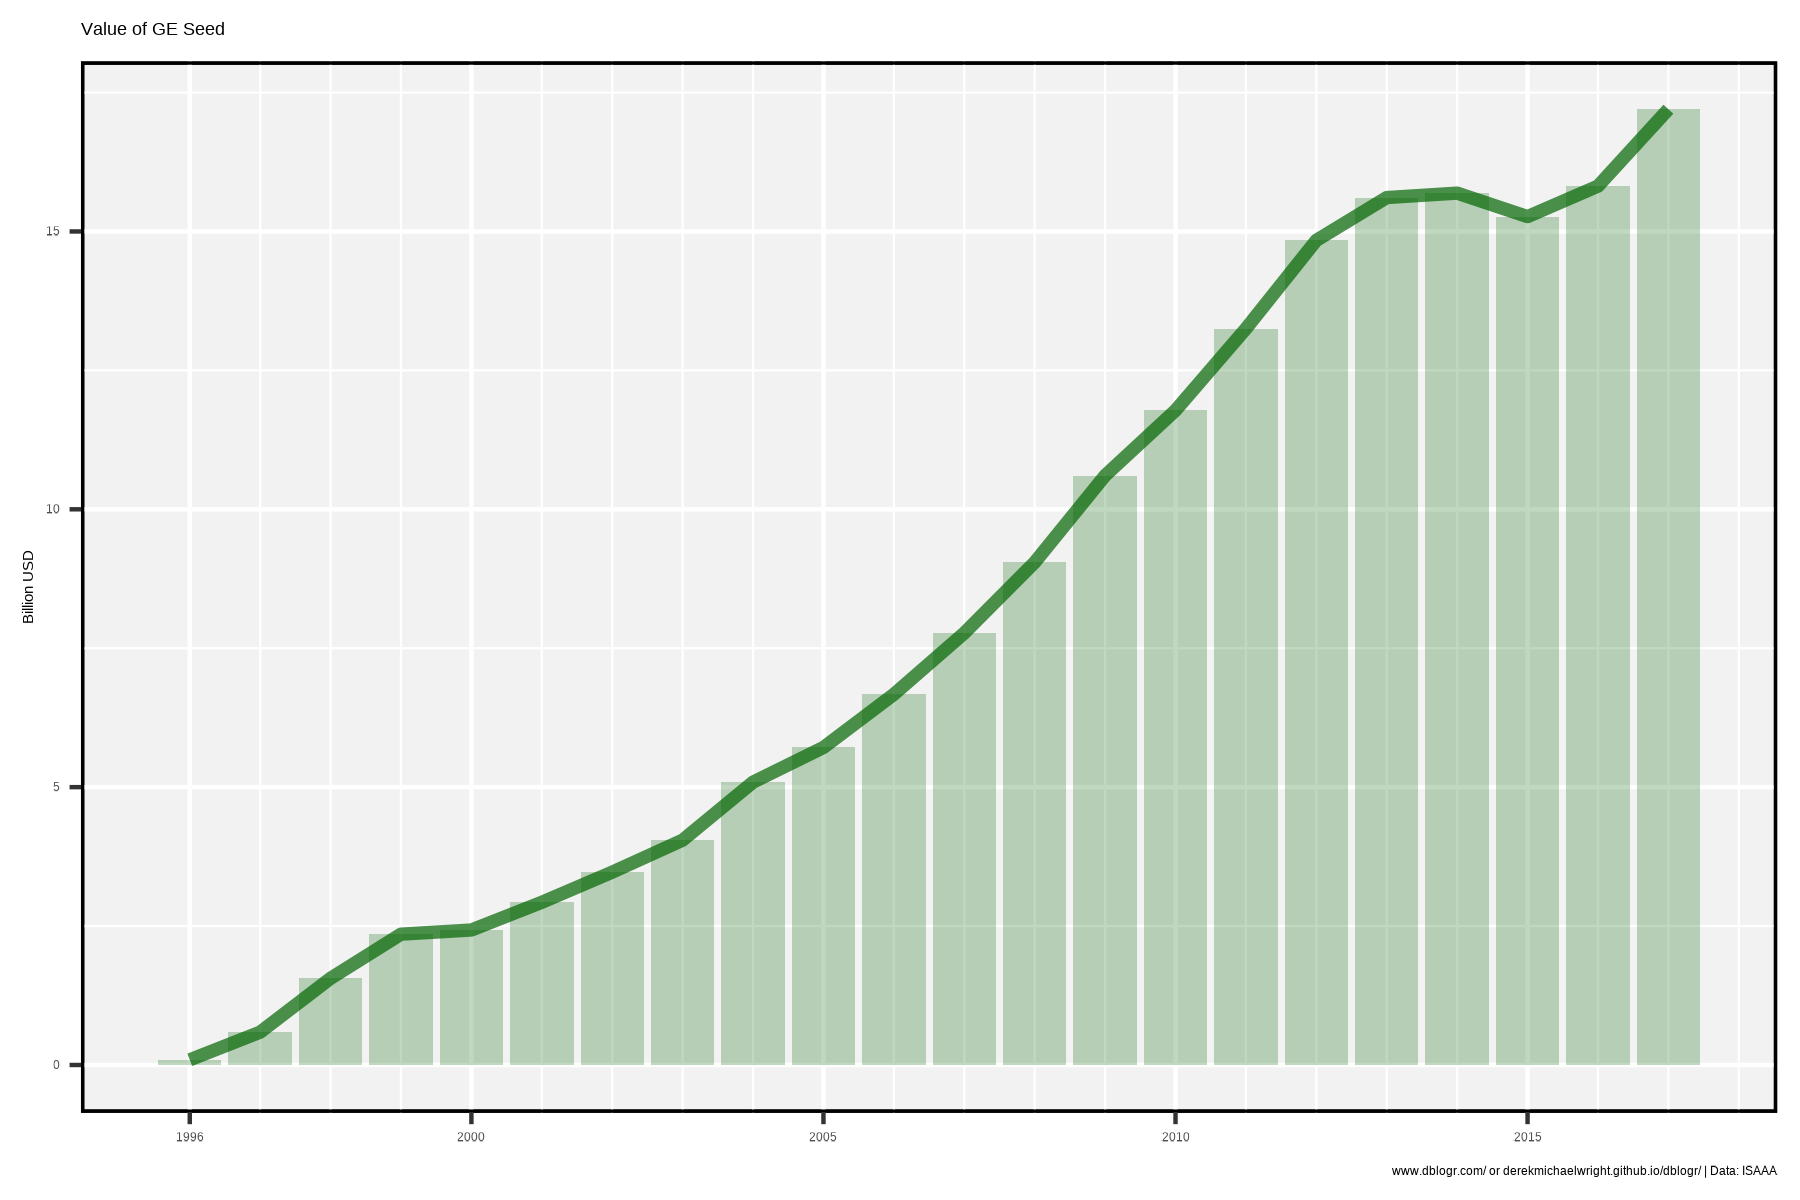 Value of GE Seed
Billion USD
15
10
5
0
1996 2000 2005 2010 2015
www.dblogr.com/ or derekmichaelwright.github.io/dblogr/ | Data: ISAAA